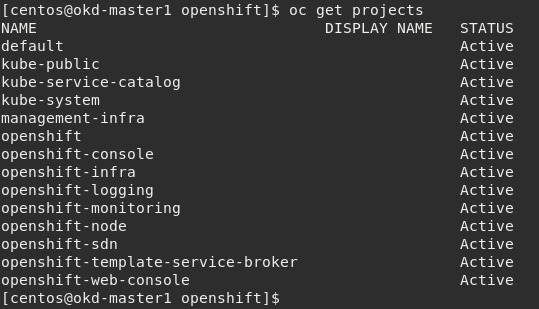 [centos@okd-master1 openshift]$ oc get projects
NAME                                DISPLAY NAME   STATUS
default                                            Active
kube-public                                        Active
kube-service-catalog                               Active
kube-system                                        Active
management-infra                                   Active
openshift                                          Active
openshift-console                                  Active
openshift-infra                                    Active
openshift-logging                                  Active
openshift-monitoring                               Active
openshift-node                                     Active
openshift-sdn                                      Active
openshift-template-service-broker                  Active
openshift-web-console                              Active
[centos@okd-master1 openshift]$